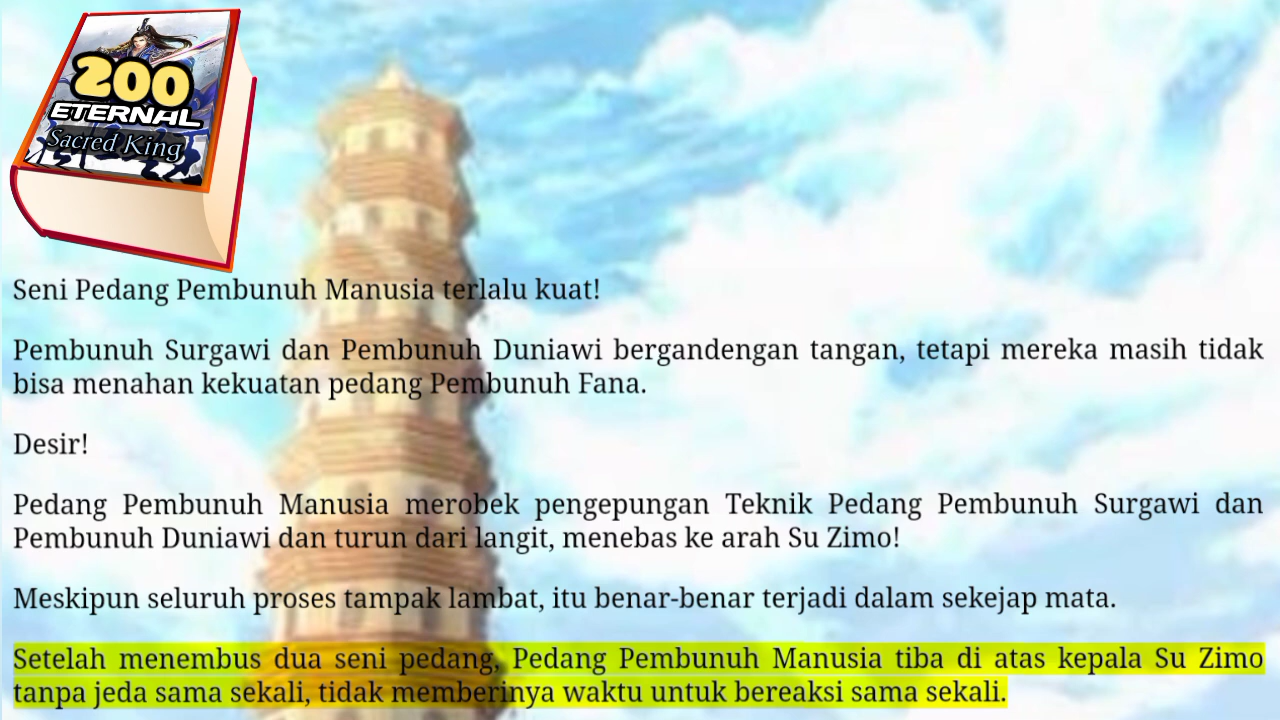 200
ETERNAL
Sacred King
Seni Pedang Pembunuh Manusia terlalu kuat!
Pembunuh Surgawi dan Pembunuh Duniawi bergandengan tangan, tetapi mereka masih tidak
bisa menahan kekuatan pedang Pembunuh Fana.
Desir!
Pedang Pembunuh Manusia merobek pengepungan Teknik Pedang Pembunuh Surgawi dan
Pembunuh Duniawi dan turun dari langit, menebas ke arah Su Zimo!
Meskipun seluruh proses tampak lambat, itu benar-benar terjadi dalam sekejap mata.
Setelah menembus dua seni pedang, Pedang Pembunuh Manusia tiba di atas kepala Su Zimo
tanpa jeda sama sekali, tidak memberinya waktu untuk bereaksi sama sekali.